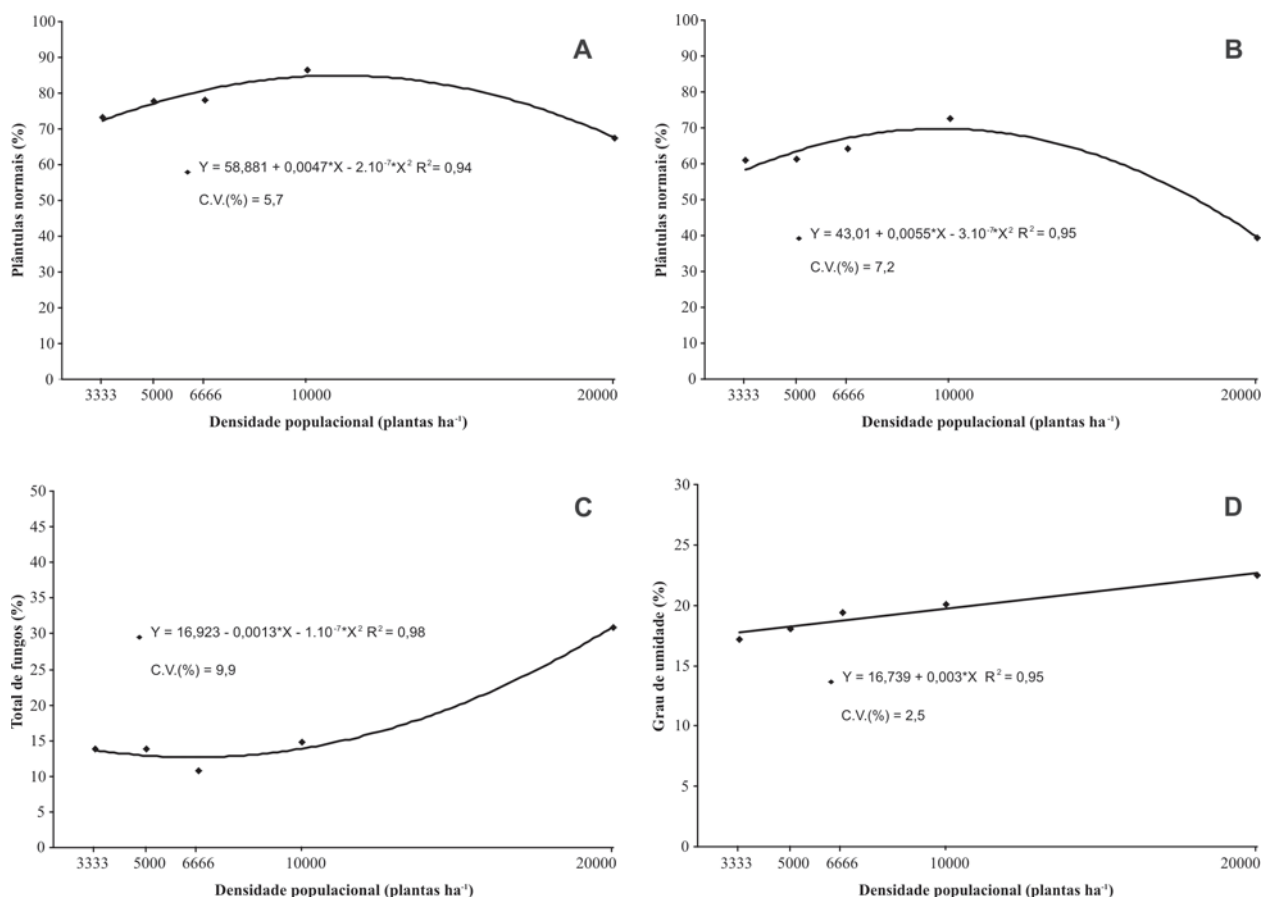 A
Plântulas normais (%)
100
90
80
70
60
50
40
30
20
10
0
Y = 58,881 + 0,0047*X - 2.10⁻⁷*X² R² = 0,94
C.V.(%) = 5,7
3333 5000 6666 10000 20000
Densidade populacional (plantas ha⁻¹)
B
Plântulas normais (%)
100
90
80
70
60
50
40
30
20
10
0
Y = 43,01 + 0,0055*X - 3.10⁻⁷*X² R² = 0,95
C.V.(%) = 7,2
3333 5000 6666 10000 20000
Densidade populacional (plantas ha⁻¹)
C
Total de fungos (%)
50
45
40
35
30
25
20
15
10
5
0
Y = 16,923 - 0,0013*X - 1.10⁻⁷*X² R² = 0,98
C.V.(%) = 9,9
3333 5000 6666 10000 20000
Densidade populacional (plantas ha⁻¹)
D
Grau de umidade (%)
30
25
20
15
10
5
0
Y = 16,739 + 0,003*X R² = 0,95
C.V.(%) = 2,5
3333 5000 6666 10000 20000
Densidade populacional (plantas ha⁻¹)